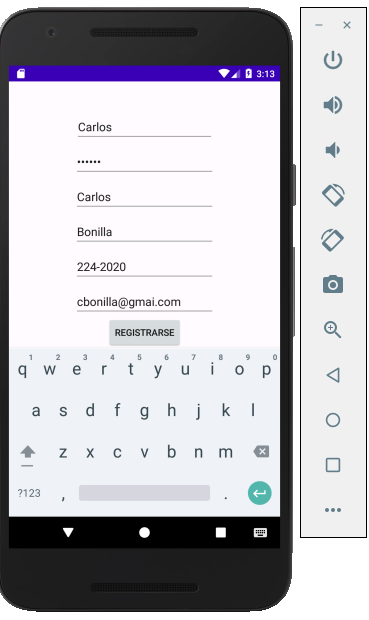 3:13
Carlos
••••••
Carlos
Bonilla
224-2020
cbonilla@gmai.com
REGISTRARSE
1 2 3 4 5 6 7 8 9 0
q w e r t y u i o p
a s d f g h j k l
z x c v b n m
?123 , .